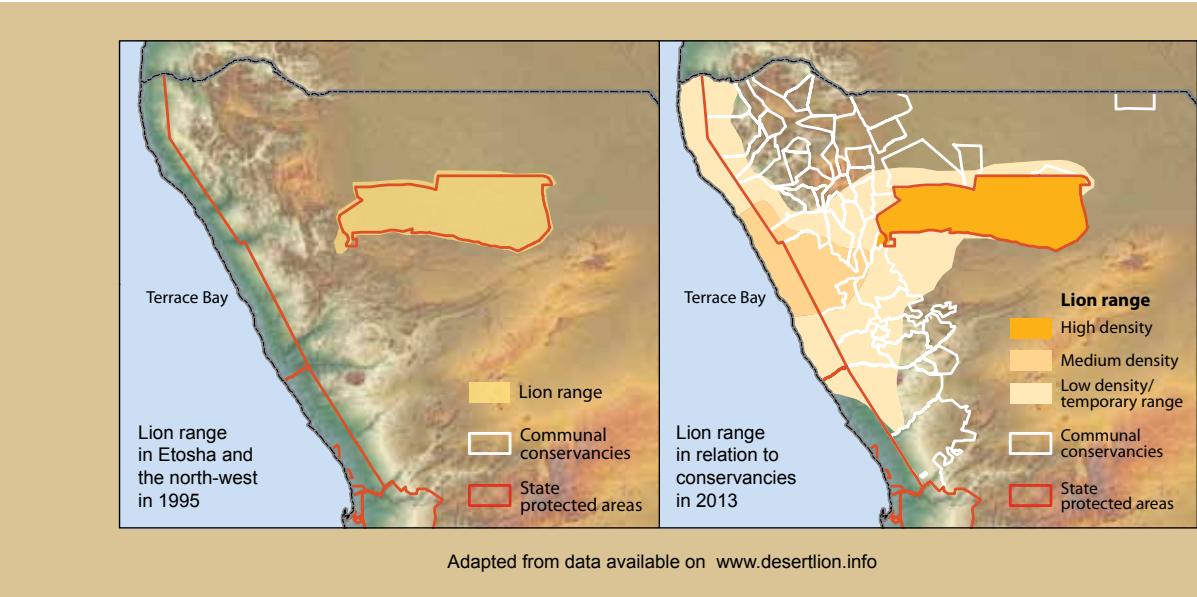 Terrace Bay
Lion range
in Etosha and
the north-west
in 1995
Lion range
Communal
conservancies
State
protected areas
Terrace Bay
Lion range
in relation to
conservancies
in 2013
Lion range
High density
Medium density
Low density/
temporary range
Communal
conservancies
State
protected areas
Adapted from data available on www.desertlion.info